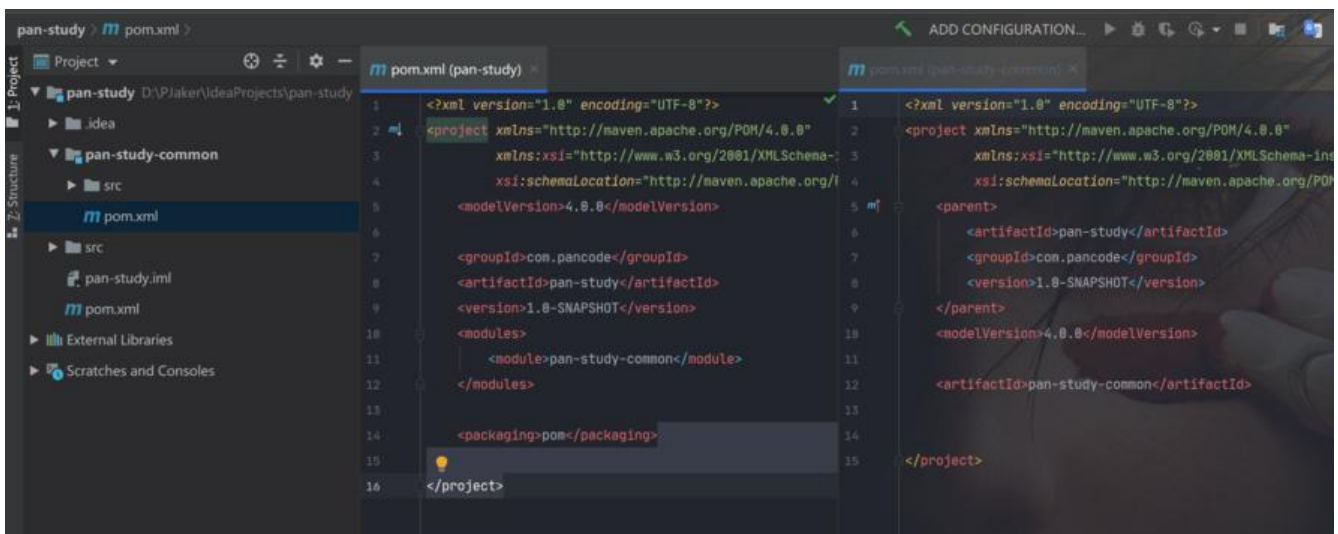 pan-study
pom.xml
ADD CONFIGURATION...
1: Project
Z: Structure
Project
pan-study D:\PJaker\IdeaProjects\pan-study
.idea
pan-study-common
src
pom.xml
src
pan-study.iml
pom.xml
External Libraries
Scratches and Consoles
pom.xml (pan-study)
1 <?xml version="1.0" encoding="UTF-8"?>
2 <project xmlns="http://maven.apache.org/POM/4.0.0"
3 xmlns:xsi="http://www.w3.org/2001/XMLSchema-
4 xsi:schemaLocation="http://maven.apache.org/
5 <modelVersion>4.0.0</modelVersion>
6
7 <groupId>com.pancode</groupId>
8 <artifactId>pan-study</artifactId>
9 <version>1.0-SNAPSHOT</version>
10 <modules>
11 <module>pan-study-common</module>
12 </modules>
13
14 <packaging>pom</packaging>
15
16 </project>
pom.xml (pan-study-common)
1 <?xml version="1.0" encoding="UTF-8"?>
2 <project xmlns="http://maven.apache.org/POM/4.0.0"
3 xmlns:xsi="http://www.w3.org/2001/XMLSchema-ins
4 xsi:schemaLocation="http://maven.apache.org/POM
5 <parent>
6 <artifactId>pan-study</artifactId>
7 <groupId>com.pancode</groupId>
8 <version>1.0-SNAPSHOT</version>
9 </parent>
10 <modelVersion>4.0.0</modelVersion>
11
12 <artifactId>pan-study-common</artifactId>
13
14
15 </project>